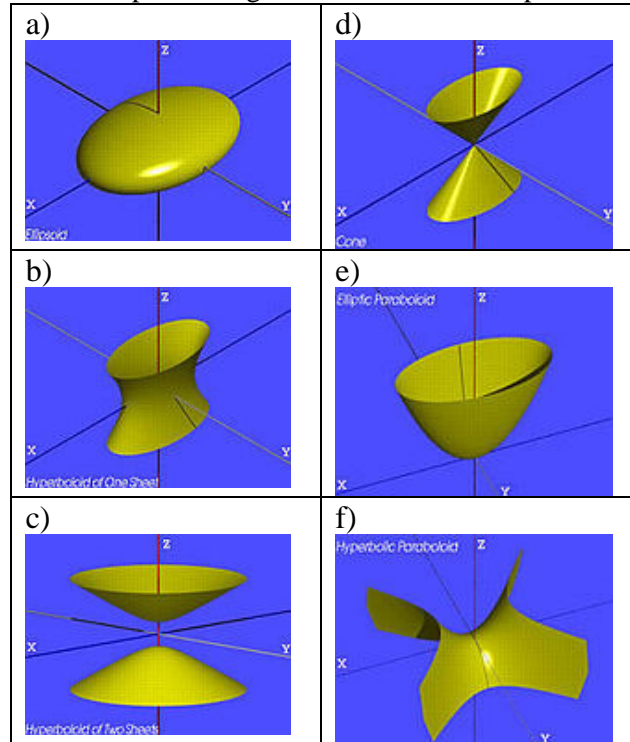 a)
Z
X
Y
Ellipsoid
d)
Z
X
Y
Cone
b)
Z
X
Y
Hyperboloid of One Sheet
e)
Elliptic Paraboloid
Z
X
Y
c)
Z
X
Y
Hyperboloid of Two Sheets
f)
Hyperbolic Paraboloid
Z
X
Y